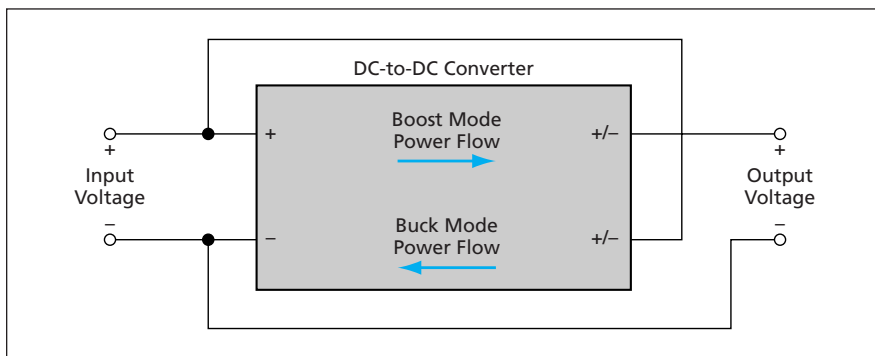 DC-to-DC Converter
Boost Mode
Power Flow
+
+/–
+
+
Input
Voltage
Output
Voltage
–
–
Buck Mode
Power Flow
–
+/–